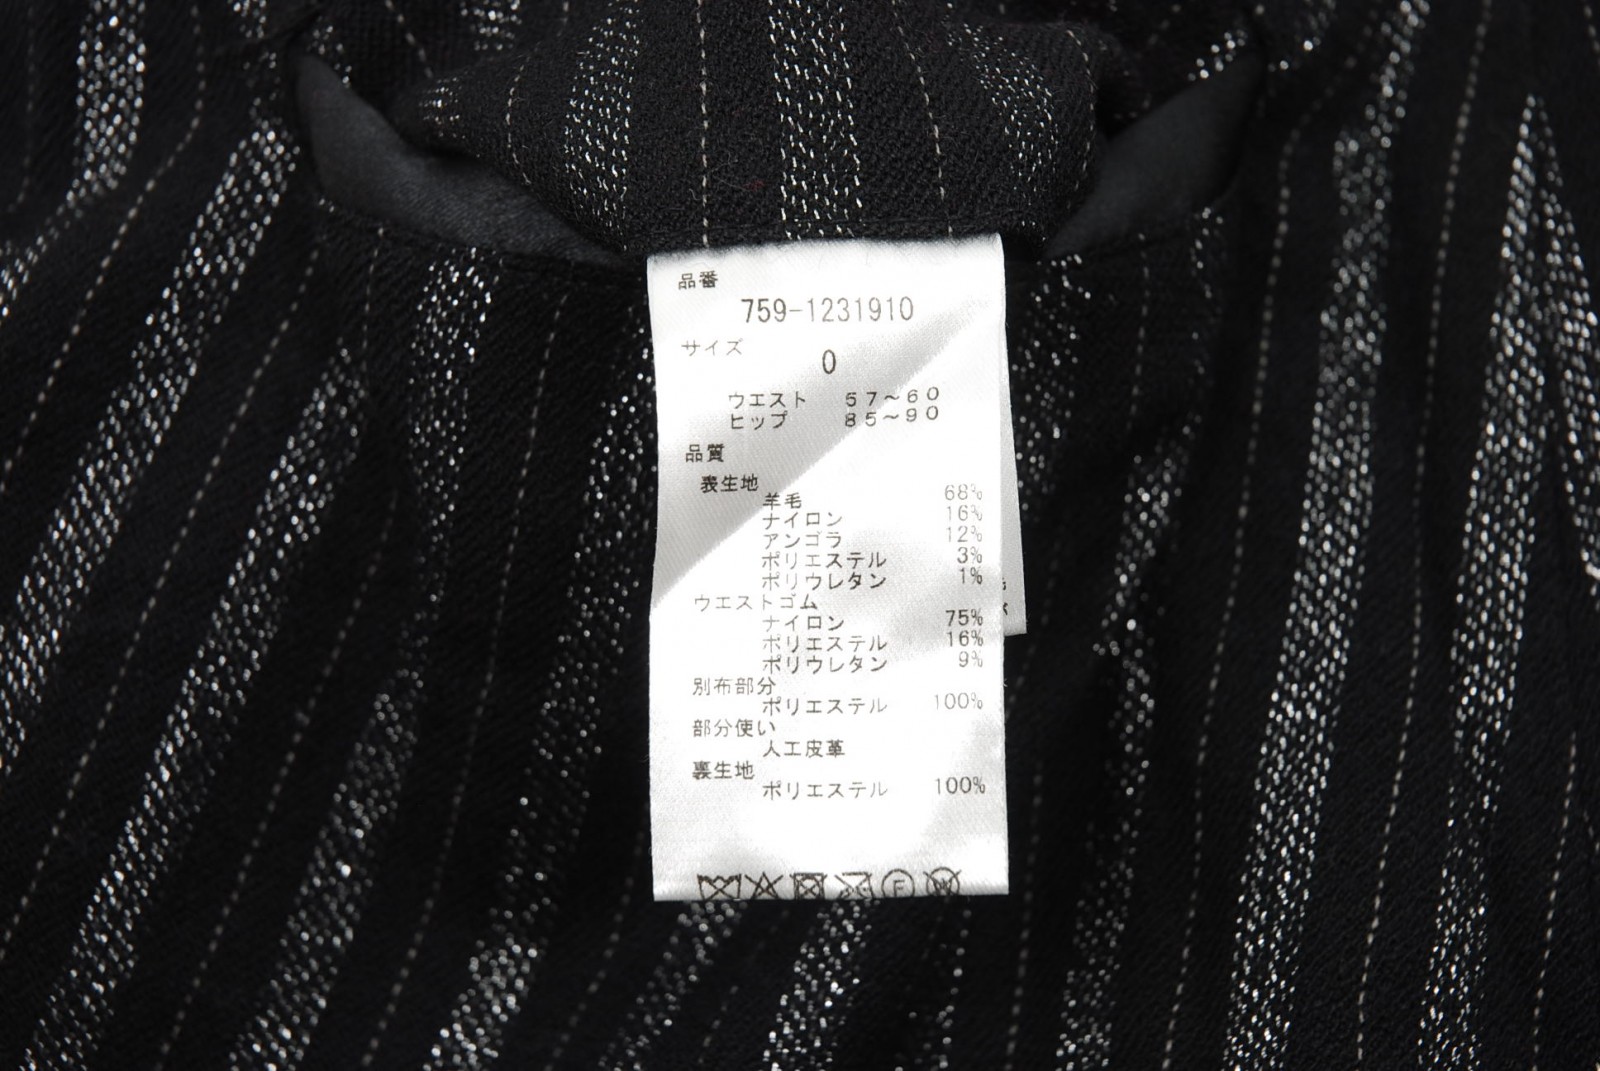 品番
759-1231910
サイズ
0
ウエスト 57〜60
ヒップ 85〜90
品質
表生地
羊毛 68%
ナイロン 16%
アンゴラ 12%
ポリエステル 3%
ポリウレタン 1%
ウエストゴム
ナイロン 75%
ポリエステル 16%
ポリウレタン 9%
別布部分
ポリエステル 100%
部分使い
人工皮革
裏生地
ポリエステル 100%
F W